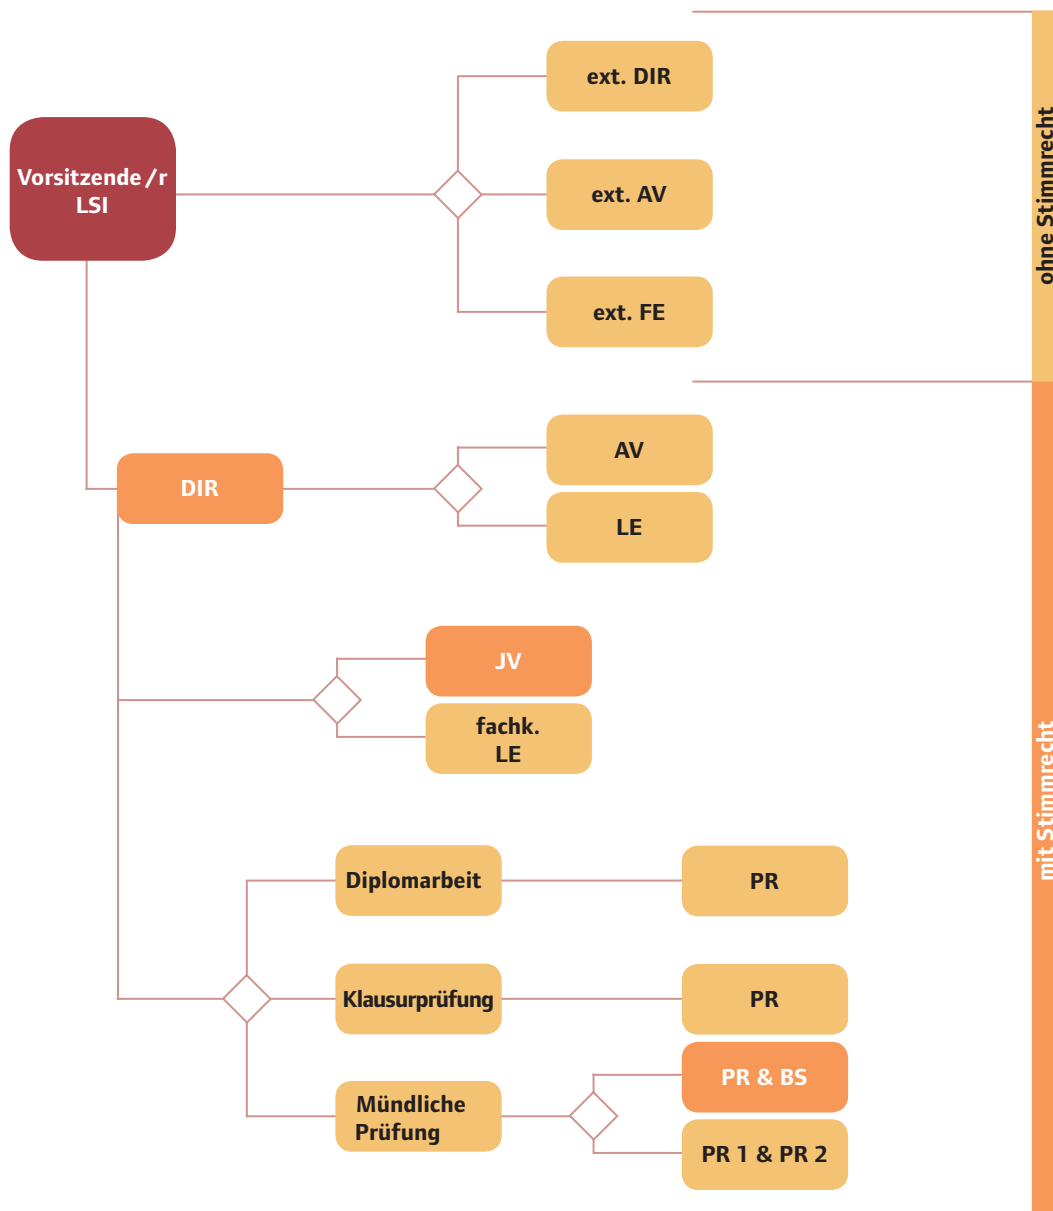 Vorsitzende/r
LSI
ext. DIR
ext. AV
ext. FE
ohne Stimmrecht
DIR
AV
LE
JV
fachk.
LE
mit Stimmrecht
Diplomarbeit
PR
Klausurprüfung
PR
Mündliche
Prüfung
PR & BS
PR 1 & PR 2